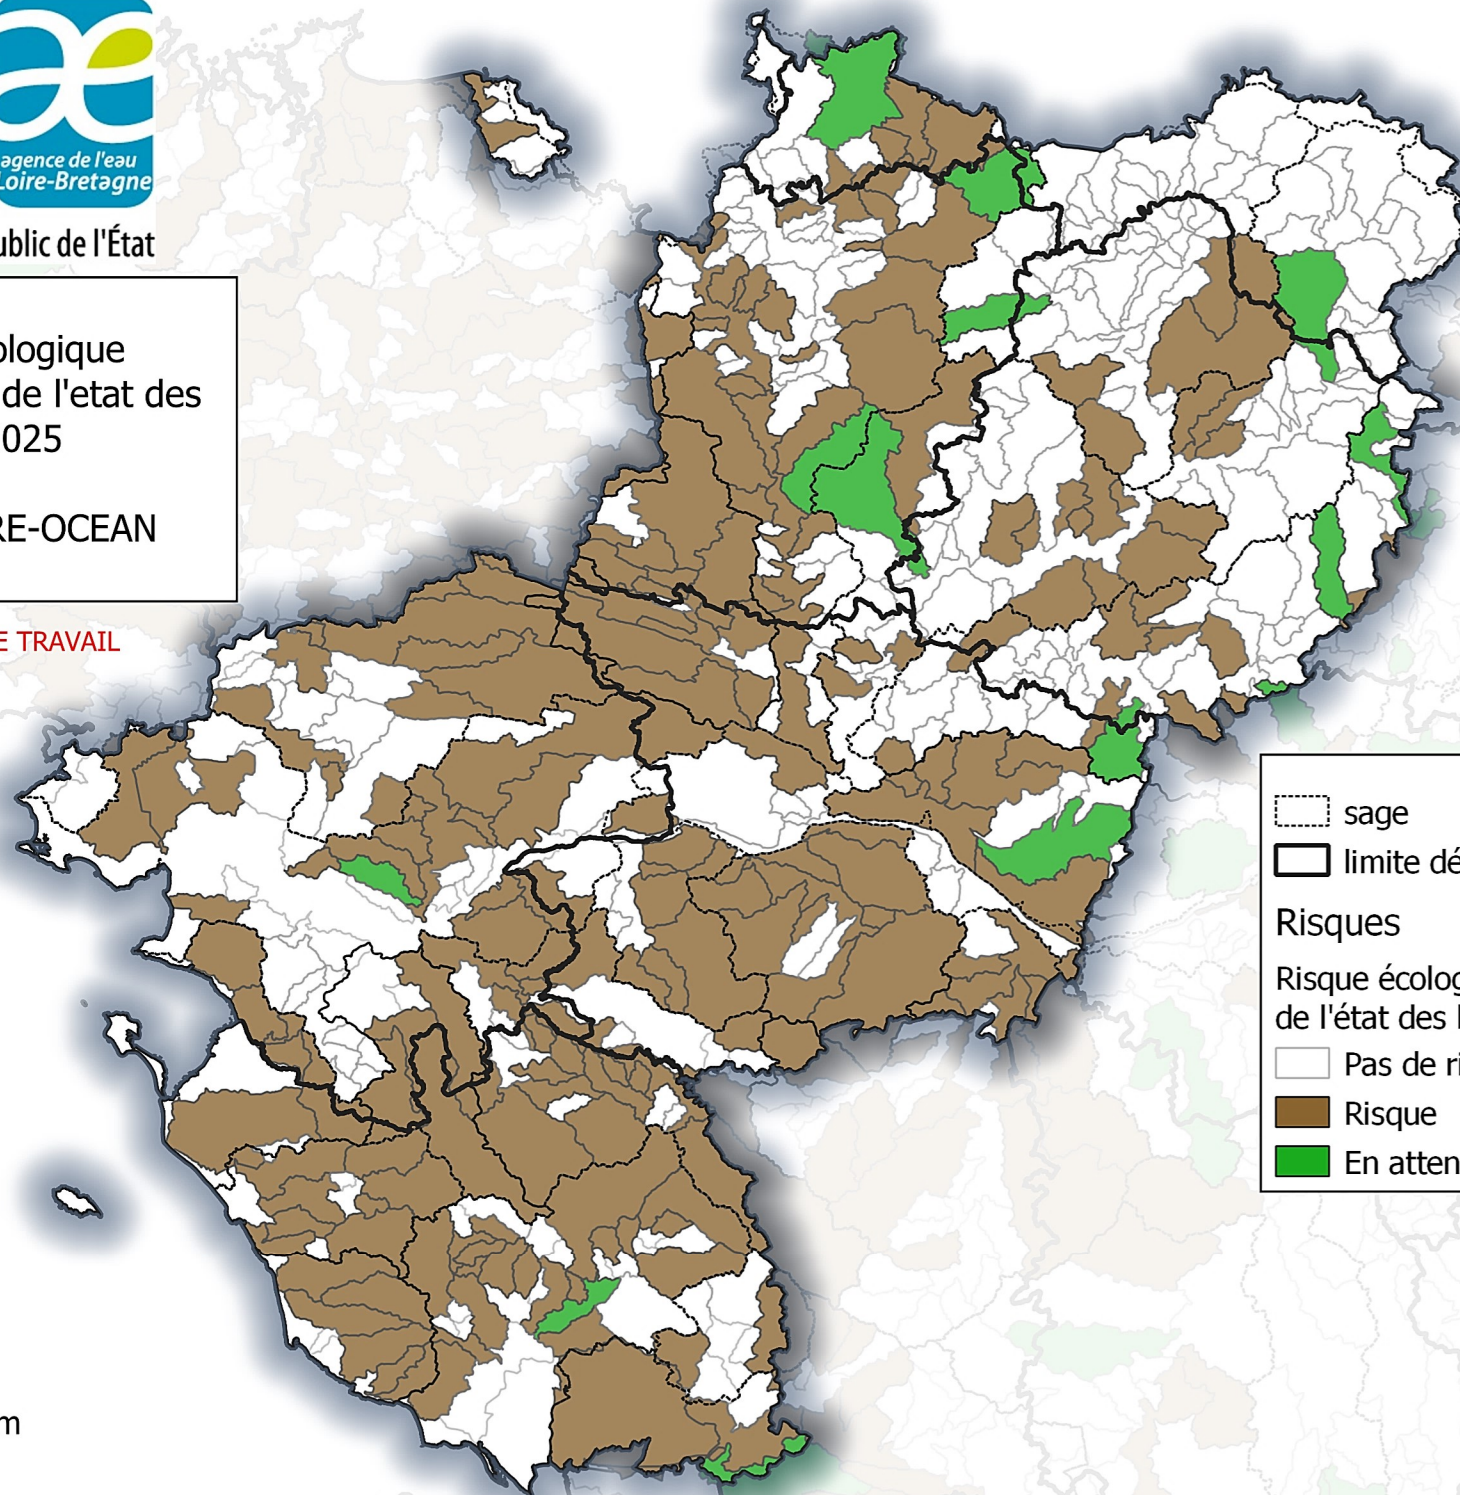 æ
agence de l'eau
Loire-Bretagne
ublic de l'État
ologique
de l'etat des
025
RE-OCEAN
E TRAVAIL
sage
limite dé
Risques
Risque écolog
de l'état des l
Pas de ri
Risque
En atten
m